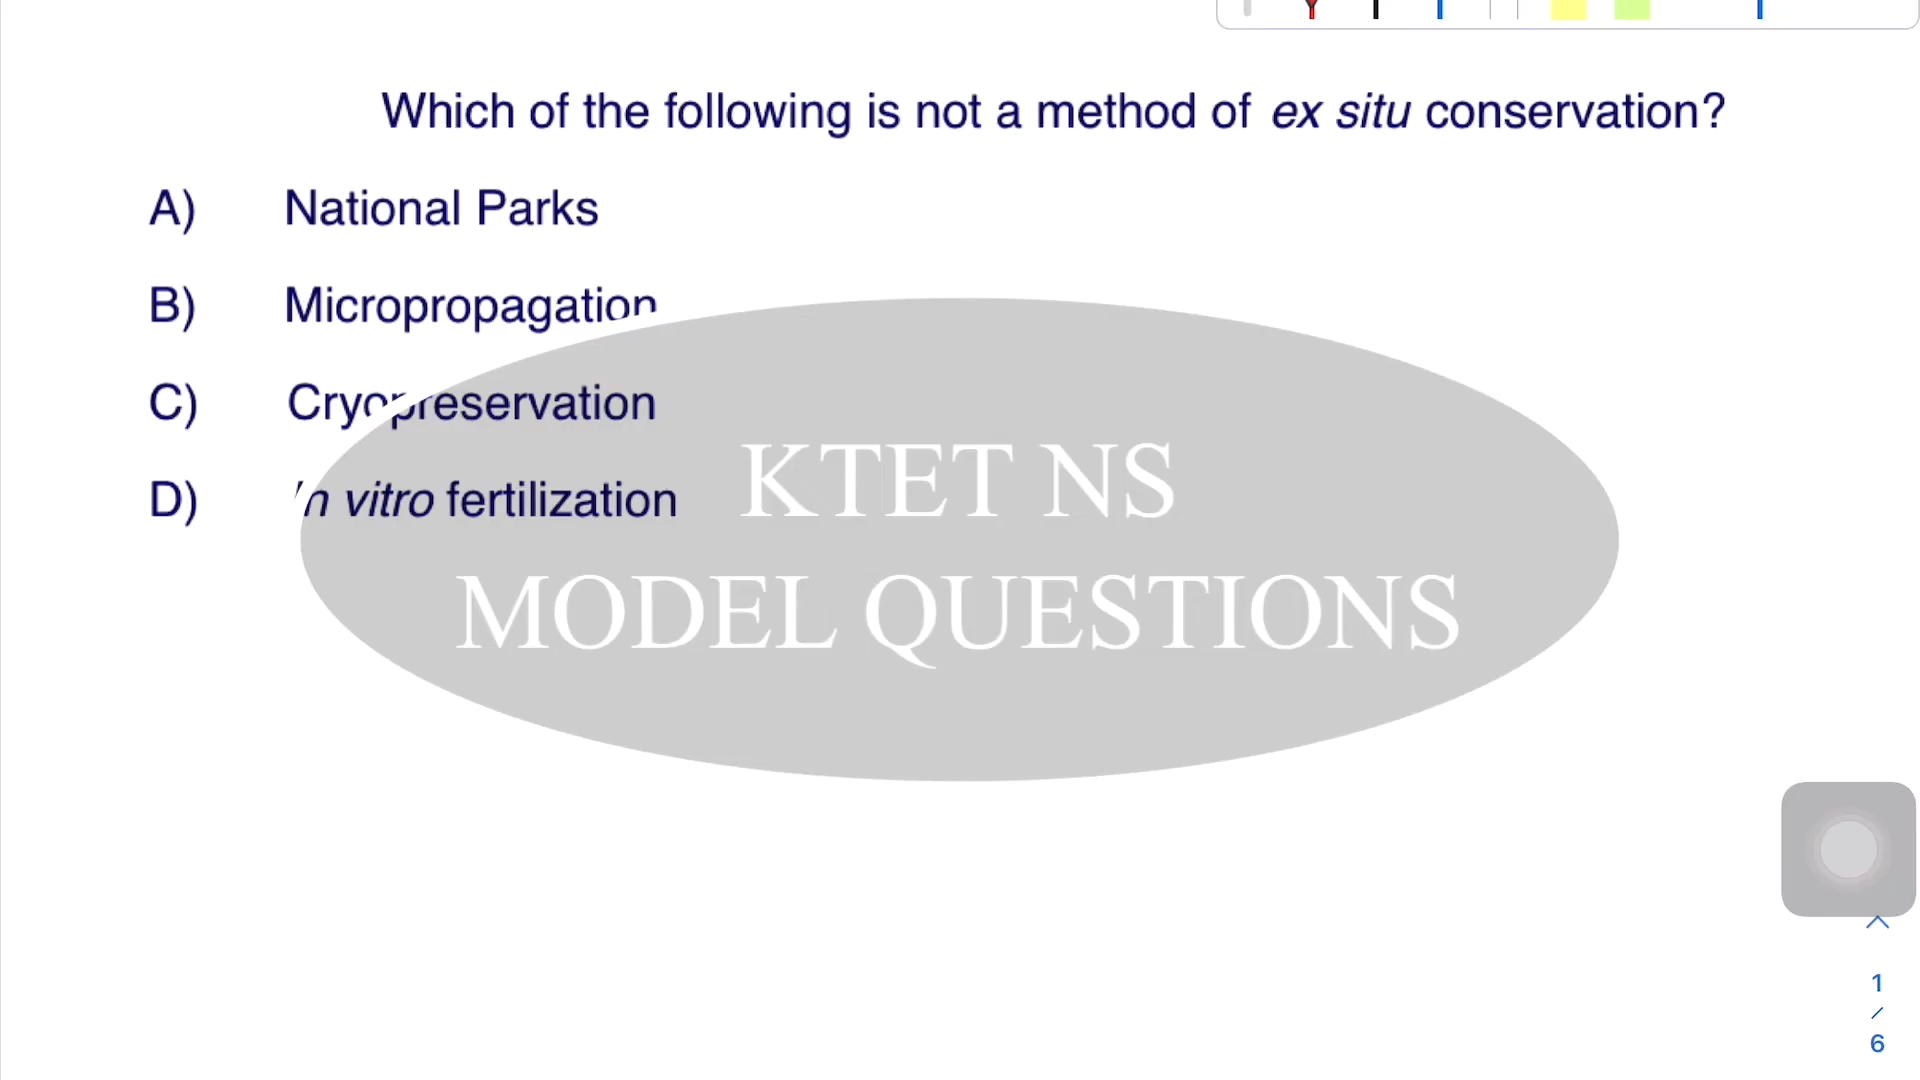 Which of the following is not a method of ex situ conservation?
A) National Parks
B) Micropropagation
C) Cryopreservation
D) In vitro fertilization
KTET NS
MODEL QUESTIONS
1
/
6